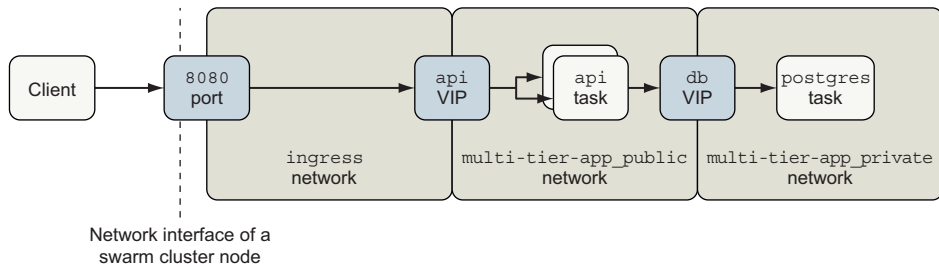 Client
8080
port
api
VIP
api
task
db
VIP
postgres
task
ingress
network
multi-tier-app_public
network
multi-tier-app_private
network
Network interface of a
swarm cluster node